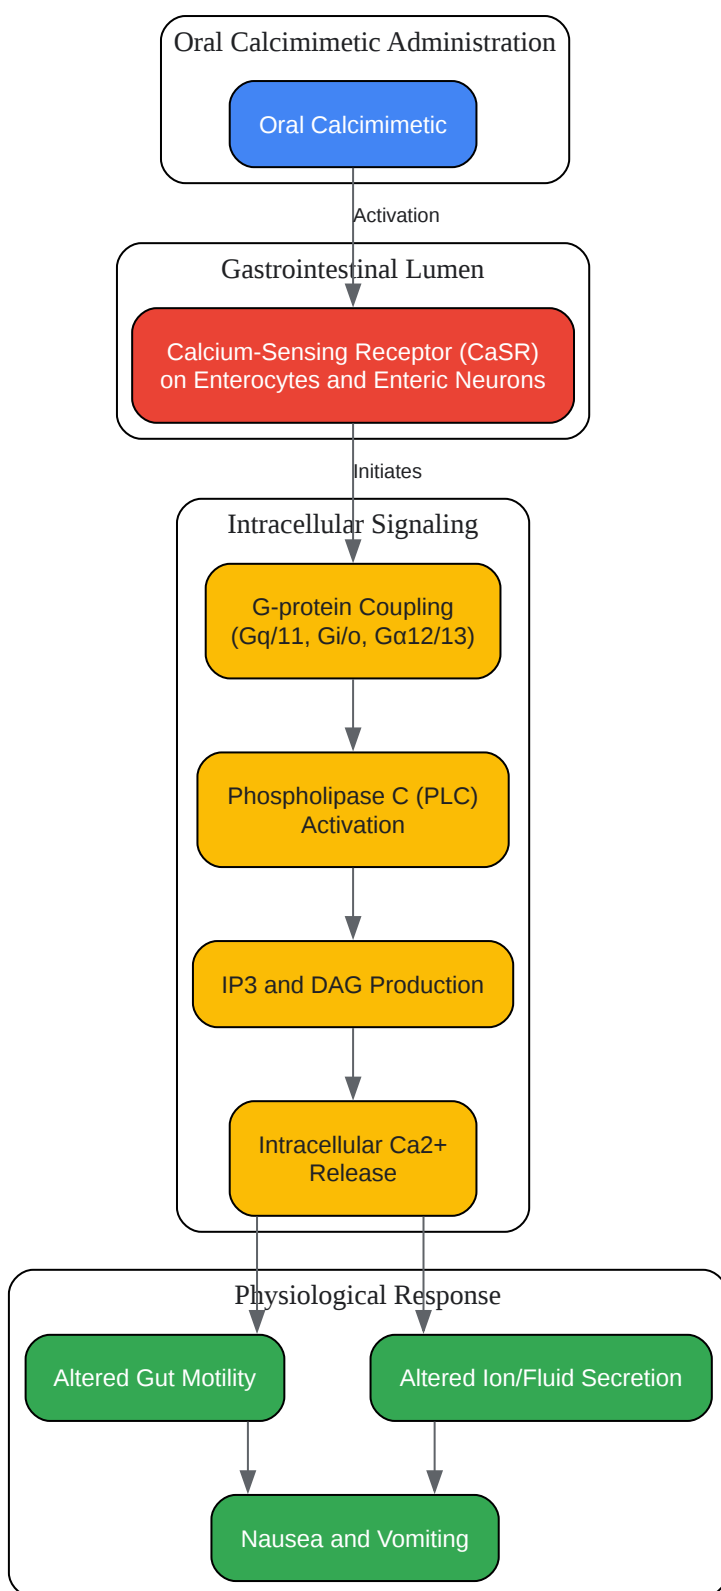 Oral Calcimimetic Administration
Oral Calcimimetic
Activation
Gastrointestinal Lumen
Calcium-Sensing Receptor (CaSR)
on Enterocytes and Enteric Neurons
Initiates
Intracellular Signaling
G-protein Coupling
(Gq/11, Gi/o, Gα12/13)
Phospholipase C (PLC)
Activation
IP3 and DAG Production
Intracellular Ca2+
Release
Physiological Response
Altered Gut Motility
Altered Ion/Fluid Secretion
Nausea and Vomiting